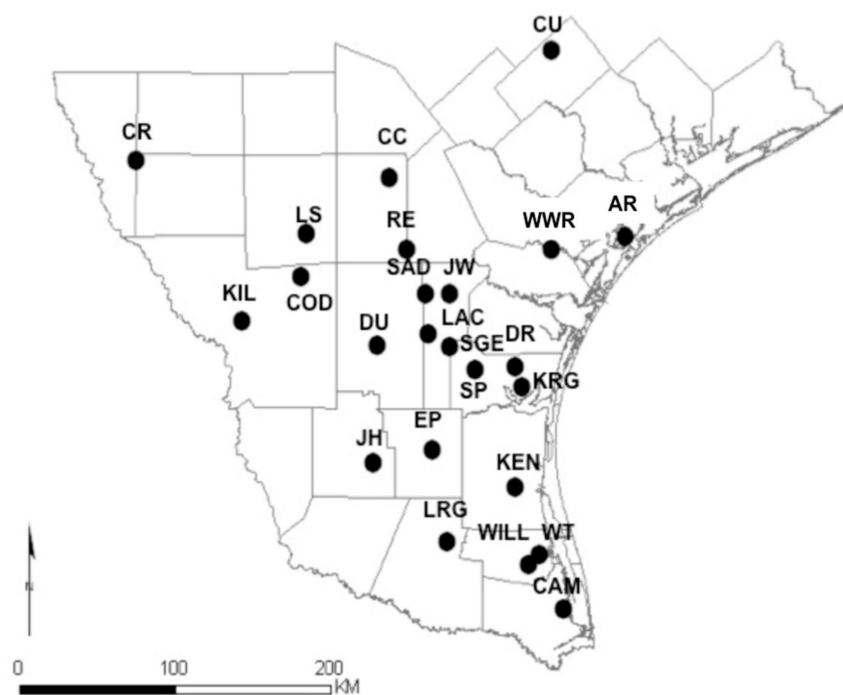 CU
CR
CC
AR
LS
RE
WWR
SAD JW
KIL
COD
LAC
DU
SGE DR
SP
KRG
EP
JH
KEN
LRG
WILL WT
CAM
N
0 100 200
KM